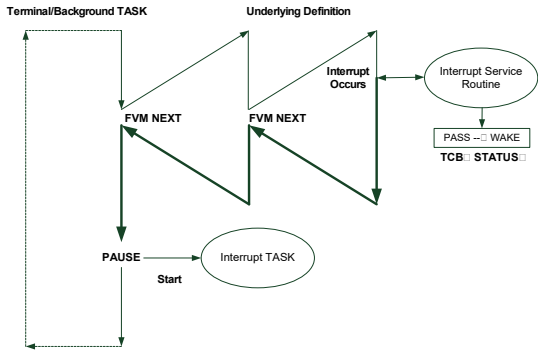 Terminal/Background TASK
Underlying Definition
Interrupt
Occurs
Interrupt Service
Routine
FVM NEXT
FVM NEXT
PASS --□ WAKE
TCB□ STATUS□
PAUSE
Interrupt TASK
Start